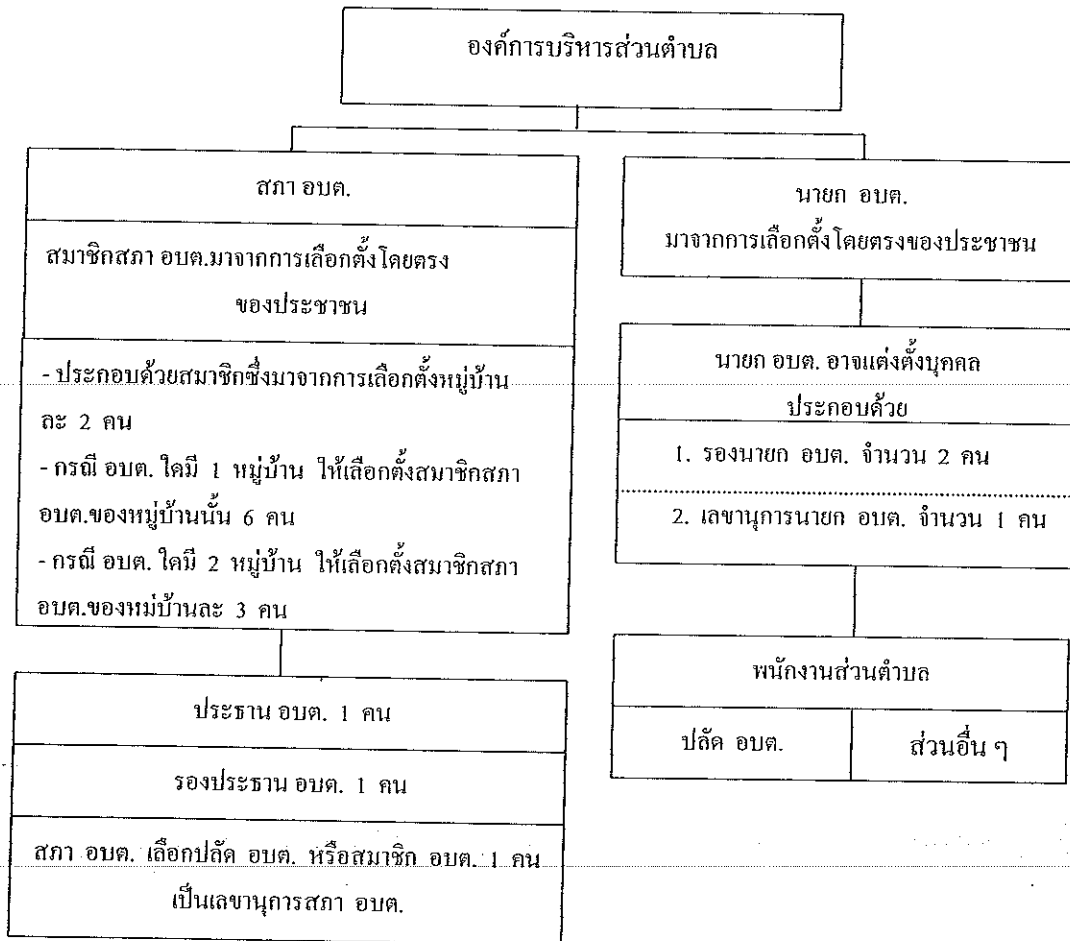 องค์การบริหารส่วนตำบล
สภา อบต.
สมาชิกสภา อบต.มาจากการเลือกตั้งโดยตรง
ของประชาชน
- ประกอบด้วยสมาชิกซึ่งมาจากการเลือกตั้งหมู่บ้าน
ละ 2 คน
- กรณี อบต. ใดมี 1 หมู่บ้าน ให้เลือกตั้งสมาชิกสภา
อบต.ของหมู่บ้านนั้น 6 คน
- กรณี อบต. ใดมี 2 หมู่บ้าน ให้เลือกตั้งสมาชิกสภา
อบต.ของหมู่บ้านละ 3 คน
ประธาน อบต. 1 คน
รองประธาน อบต. 1 คน
สภา อบต. เลือกปลัด อบต. หรือสมาชิก อบต. 1 คน
เป็นเลขานุการสภา อบต.
นายก อบต.
มาจากการเลือกตั้งโดยตรงของประชาชน
นายก อบต. อาจแต่งตั้งบุคคล
ประกอบด้วย
1. รองนายก อบต. จำนวน 2 คน
2. เลขานุการนายก อบต. จำนวน 1 คน
พนักงานส่วนตำบล
ปลัด อบต.
ส่วนอื่น ๆ